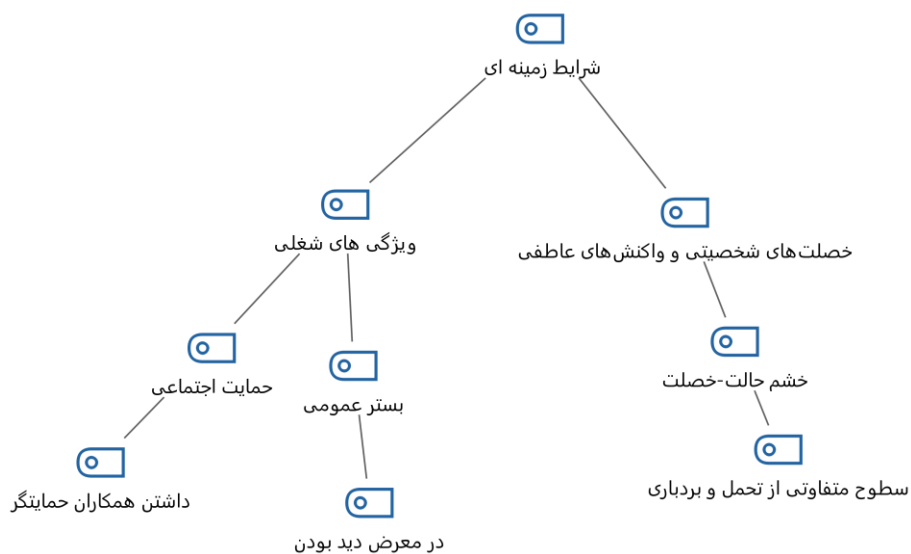 شرایط زمینه ای
ویژگی های شغلی
خصلت‌های شخصیتی و واکنش‌های عاطفی
خشم حالت-خصلت
حمایت اجتماعی
بستر عمومی
سطوح متفاوتی از تحمل و بردباری
داشتن همکاران حمایتگر
در معرض دید بودن